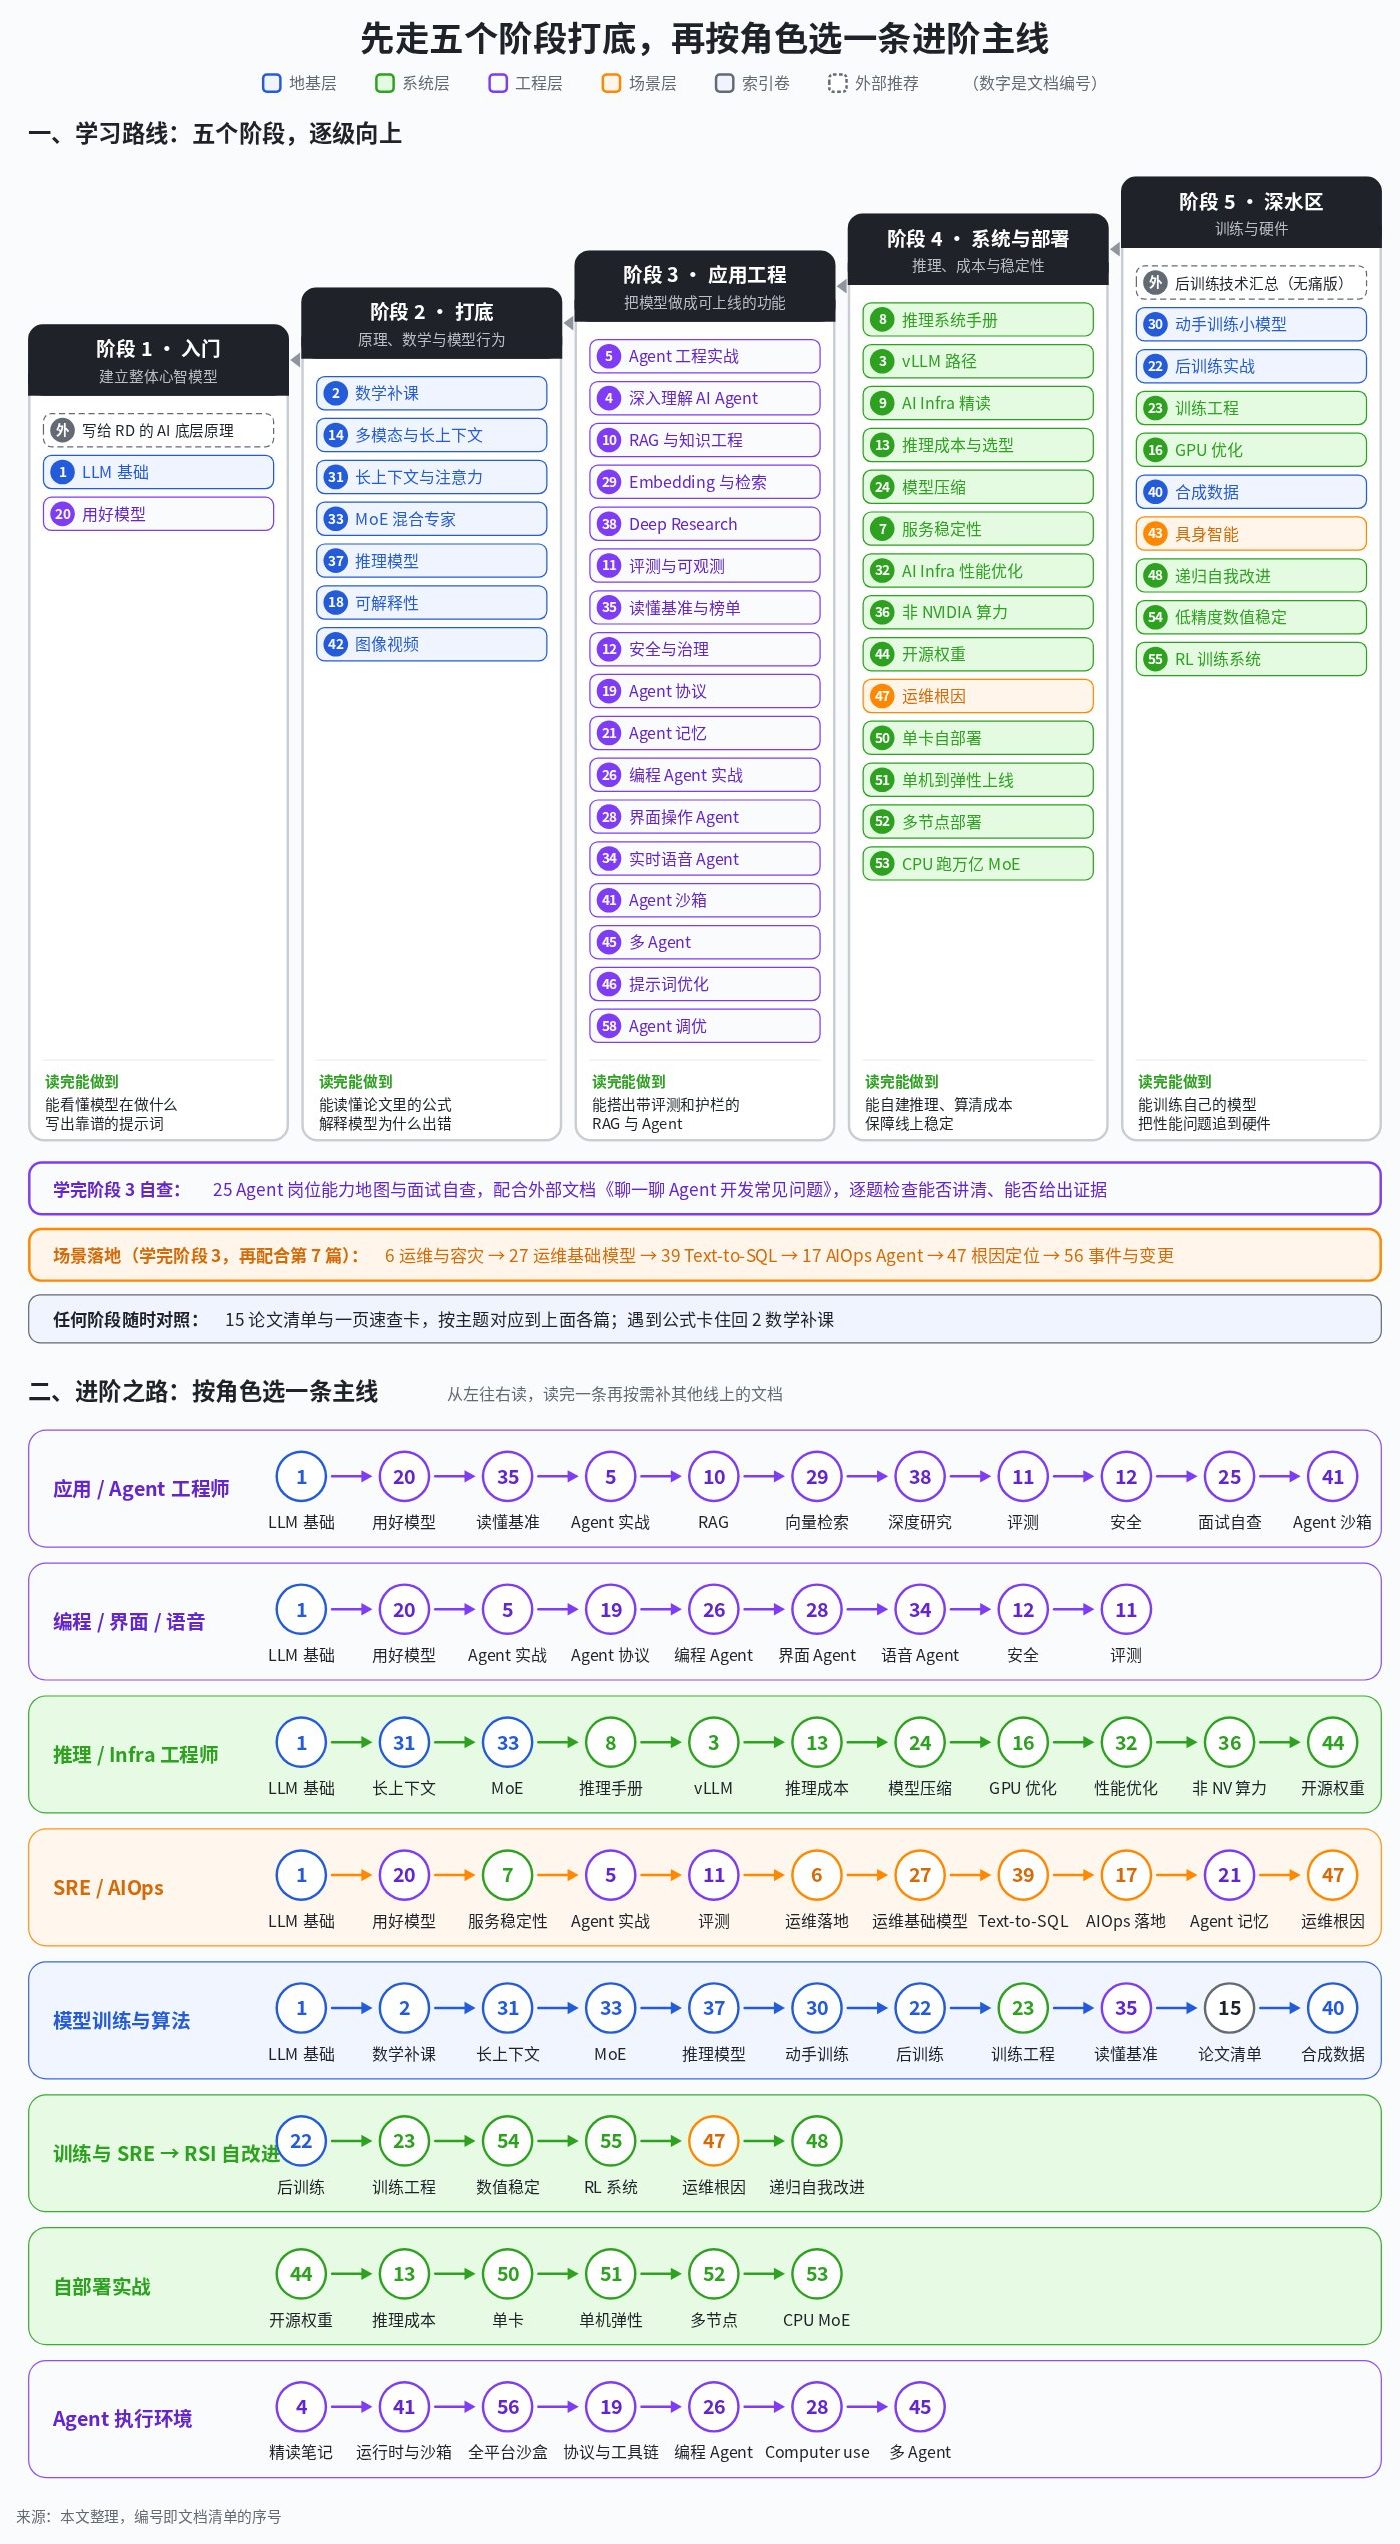 先走五个阶段打底，再按角色选一条进阶主线
地基层 系统层 工程层 场景层 索引卷 外部推荐 （数字是文档编号）
一、学习路线：五个阶段，逐级向上
阶段 1 · 入门
建立整体心智模型
外 写给 RD 的 AI 底层原理
1 LLM 基础
20 用好模型
读完能做到
能看懂模型在做什么
写出靠谱的提示词
阶段 2 · 打底
原理、数学与模型行为
2 数学补课
14 多模态与长上下文
31 长上下文与注意力
33 MoE 混合专家
37 推理模型
18 可解释性
42 图像视频
读完能做到
能读懂论文里的公式
解释模型为什么出错
阶段 3 · 应用工程
把模型做成可上线的功能
5 Agent 工程实战
4 深入理解 AI Agent
10 RAG 与知识工程
29 Embedding 与检索
38 Deep Research
11 评测与可观测
35 读懂基准与榜单
12 安全与治理
19 Agent 协议
21 Agent 记忆
26 编程 Agent 实战
28 界面操作 Agent
34 实时语音 Agent
41 Agent 沙箱
45 多 Agent
46 提示词优化
58 Agent 调优
读完能做到
能搭出带评测和护栏的
RAG 与 Agent
阶段 4 · 系统与部署
推理、成本与稳定性
8 推理系统手册
3 vLLM 路径
9 AI Infra 精读
13 推理成本与选型
24 模型压缩
7 服务稳定性
32 AI Infra 性能优化
36 非 NVIDIA 算力
44 开源权重
47 运维根因
50 单卡自部署
51 单机到弹性上线
52 多节点部署
53 CPU 跑万亿 MoE
读完能做到
能自建推理、算清成本
保障线上稳定
阶段 5 · 深水区
训练与硬件
外 后训练技术汇总（无痛版）
30 动手训练小模型
22 后训练实战
23 训练工程
16 GPU 优化
40 合成数据
43 具身智能
48 递归自我改进
54 低精度数值稳定
55 RL 训练系统
读完能做到
能训练自己的模型
把性能问题追到硬件
学完阶段 3 自查： 25 Agent 岗位能力地图与面试自查，配合外部文档《聊一聊 Agent 开发常见问题》，逐题检查能否讲清、能否给出证据
场景落地（学完阶段 3，再配合第 7 篇）： 6 运维与容灾 → 27 运维基础模型 → 39 Text-to-SQL → 17 AIOps Agent → 47 根因定位 → 56 事件与变更
任何阶段随时对照： 15 论文清单与一页速查卡，按主题对应到上面各篇；遇到公式卡住回 2 数学补课
二、进阶之路：按角色选一条主线 从左往右读，读完一条再按需补其他线上的文档
应用 / Agent 工程师
1 20 35 5 10 29 38 11 12 25 41
LLM 基础 用好模型 读懂基准 Agent 实战 RAG 向量检索 深度研究 评测 安全 面试自查 Agent 沙箱
编程 / 界面 / 语音
1 20 5 19 26 28 34 12 11
LLM 基础 用好模型 Agent 实战 Agent 协议 编程 Agent 界面 Agent 语音 Agent 安全 评测
推理 / Infra 工程师
1 31 33 8 3 13 24 16 32 36 44
LLM 基础 长上下文 MoE 推理手册 vLLM 推理成本 模型压缩 GPU 优化 性能优化 非 NV 算力 开源权重
SRE / AIOps
1 20 7 5 11 6 27 39 17 21 47
LLM 基础 用好模型 服务稳定性 Agent 实战 评测 运维落地 运维基础模型 Text-to-SQL AIOps 落地 Agent 记忆 运维根因
模型训练与算法
1 2 31 33 37 30 22 23 35 15 40
LLM 基础 数学补课 长上下文 MoE 推理模型 动手训练 后训练 训练工程 读懂基准 论文清单 合成数据
训练与 SRE → RSI 自改进
22 23 54 55 47 48
后训练 训练工程 数值稳定 RL 系统 运维根因 递归自我改进
自部署实战
44 13 50 51 52 53
开源权重 推理成本 单卡 单机弹性 多节点 CPU MoE
Agent 执行环境
4 41 56 19 26 28 45
精读笔记 运行时与沙箱 全平台沙盒 协议与工具链 编程 Agent Computer use 多 Agent
来源：本文整理，编号即文档清单的序号